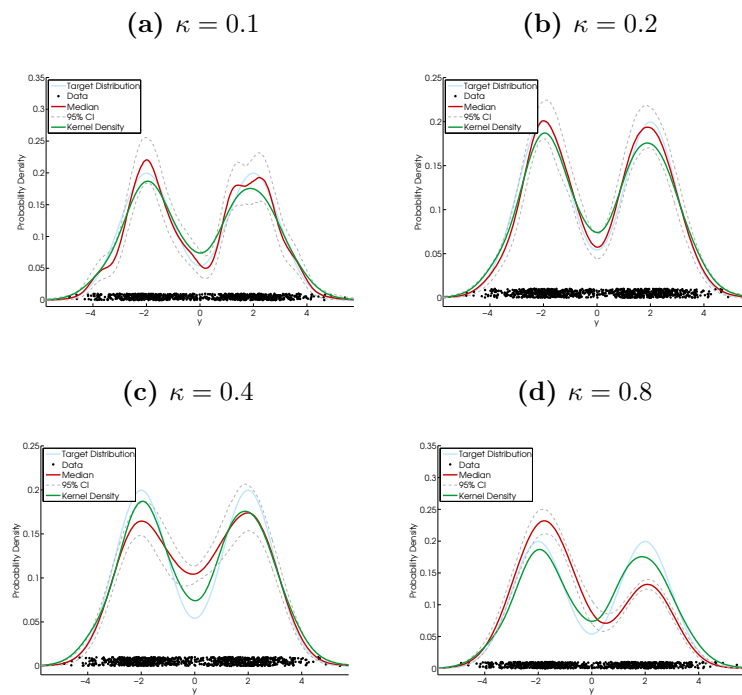 (a) κ = 0.1
0.35
0.3
0.25
0.2
0.15
0.1
0.05
0
Probability Density
Target Distribution
Data
Median
95% CI
Kernel Density
−4 −2 0 2 4
y
(b) κ = 0.2
0.25
0.2
0.15
0.1
0.05
0
Probability Density
Target Distribution
Data
Median
95% CI
Kernel Density
−4 −2 0 2 4
y
(c) κ = 0.4
0.25
0.2
0.15
0.1
0.05
0
Probability Density
Target Distribution
Data
Median
95% CI
Kernel Density
−4 −2 0 2 4
y
(d) κ = 0.8
0.35
0.3
0.25
0.2
0.15
0.1
0.05
0
Probability Density
Target Distribution
Data
Median
95% CI
Kernel Density
−4 −2 0 2 4
y